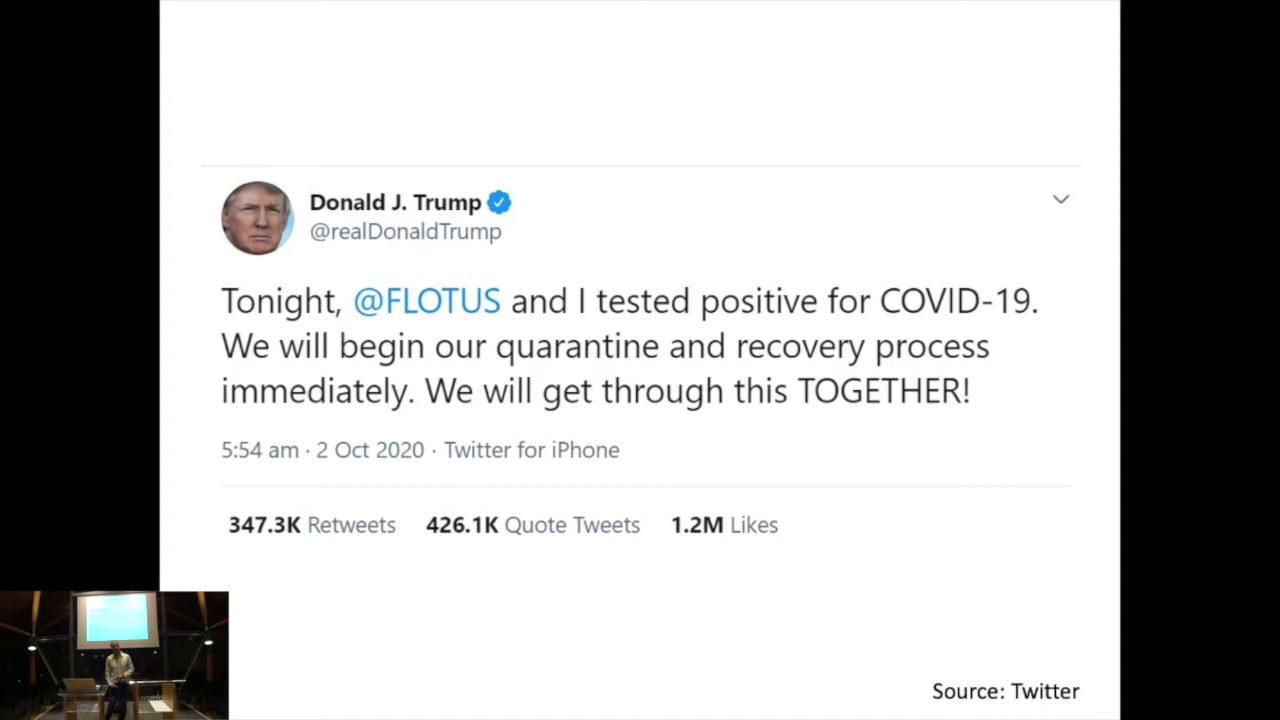 Donald J. Trump
@realDonaldTrump
Tonight, @FLOTUS and I tested positive for COVID-19.
We will begin our quarantine and recovery process
immediately. We will get through this TOGETHER!
5:54 am · 2 Oct 2020 · Twitter for iPhone
347.3K Retweets 426.1K Quote Tweets 1.2M Likes
Source: Twitter